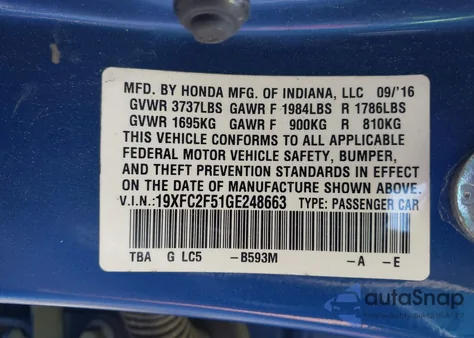 MFD. BY HONDA MFG. OF INDIANA, LLC 09/'16
GVWR 3737LBS GAWR F 1984LBS R 1786LBS
GVWR 1695KG GAWR F 900KG R 810KG
THIS VEHICLE CONFORMS TO ALL APPLICABLE
FEDERAL MOTOR VEHICLE SAFETY, BUMPER,
AND THEFT PREVENTION STANDARDS IN EFFECT
ON THE DATE OF MANUFACTURE SHOWN ABOVE.
V.I.N.:19XFC2F51GE248663 TYPE: PASSENGER CAR
TBA G LC5 -B593M -A -E
autoSnap